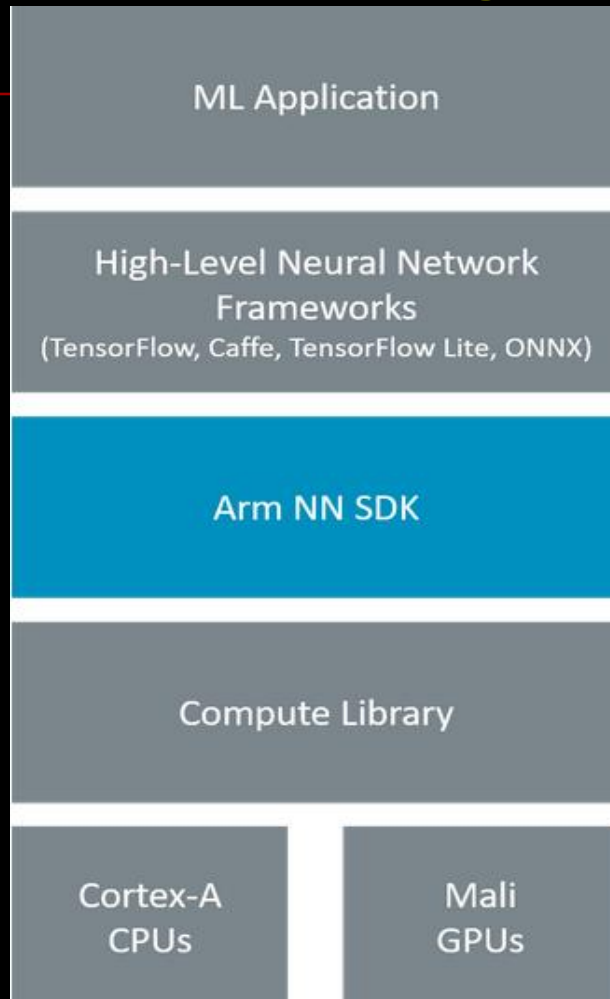 ML Application
High-Level Neural Network
Frameworks
(TensorFlow, Caffe, TensorFlow Lite, ONNX)
Arm NN SDK
Compute Library
Cortex-A
CPUs
Mali
GPUs